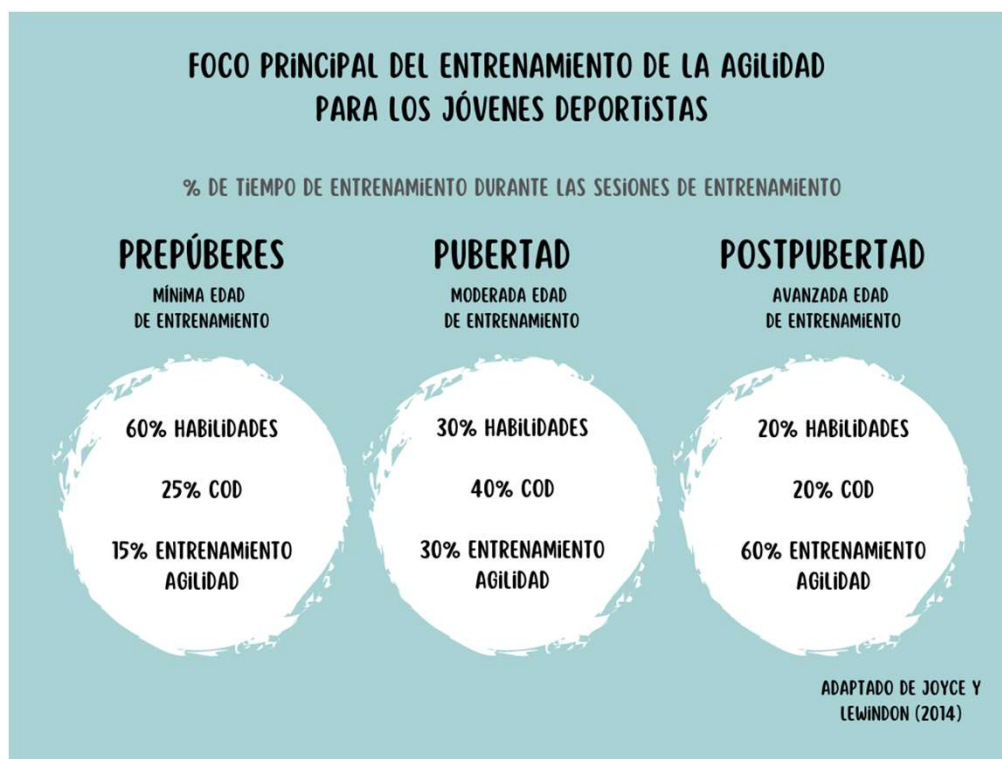 FOCO PRINCIPAL DEL ENTRENAMIENTO DE LA AGILIDAD
PARA LOS JÓVENES DEPORTISTAS
% DE TIEMPO DE ENTRENAMIENTO DURANTE LAS SESIONES DE ENTRENAMIENTO
PREPÚBERES
MÍNIMA EDAD
DE ENTRENAMIENTO
60% HABILIDADES
25% COD
15% ENTRENAMIENTO
AGILIDAD
PUBERTAD
MODERADA EDAD
DE ENTRENAMIENTO
30% HABILIDADES
40% COD
30% ENTRENAMIENTO
AGILIDAD
POSTPUBERTAD
AVANZADA EDAD
DE ENTRENAMIENTO
20% HABILIDADES
20% COD
60% ENTRENAMIENTO
AGILIDAD
ADAPTADO DE JOYCE Y
LEWINDON (2014)